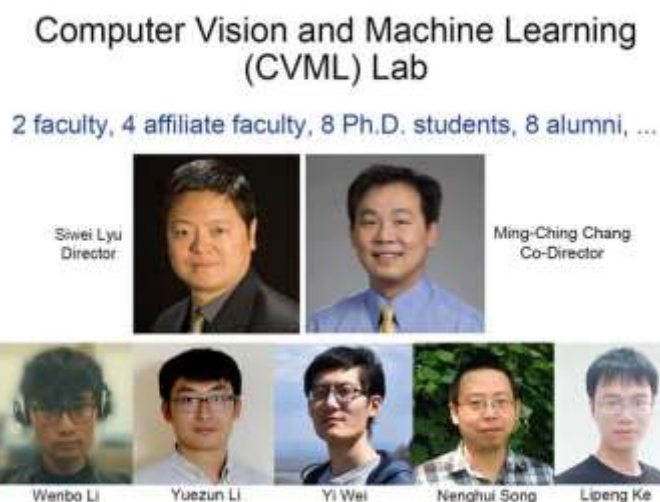 Computer Vision and Machine Learning
(CVML) Lab
2 faculty, 4 affiliate faculty, 8 Ph.D. students, 8 alumni, ...
Siwei Lyu
Director
Ming-Ching Chang
Co-Director
Wenbo Li
Yuezun Li
Yi Wei
Nenghui Song
Lipeng Ke